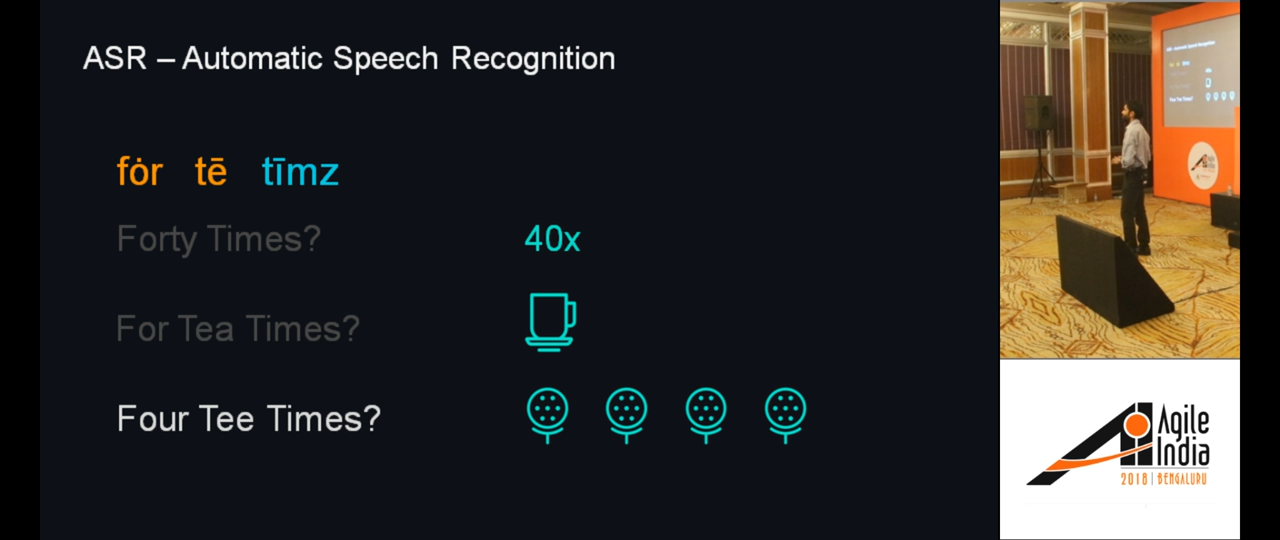 ASR – Automatic Speech Recognition
fȯr tē tīmz
Forty Times?
40x
For Tea Times?
Four Tee Times?
Agile
India
2018 | BENGALURU